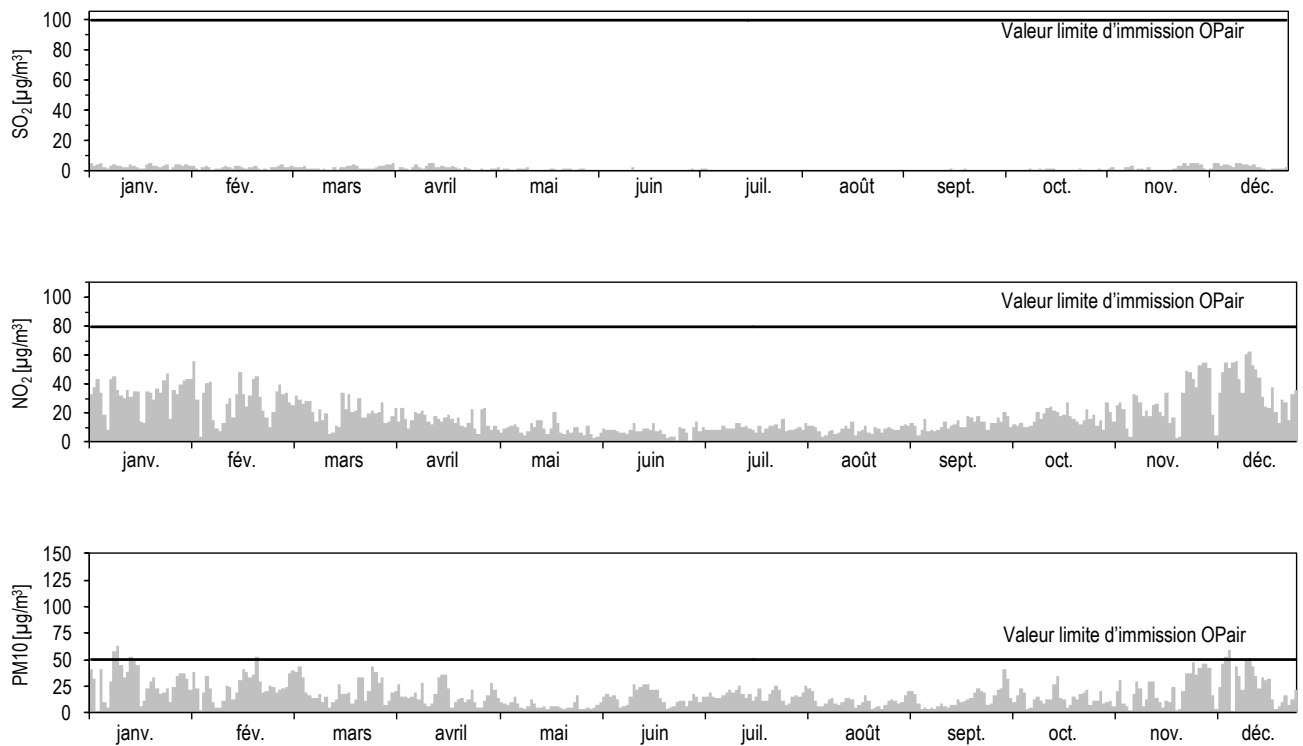 100
Valeur limite d'immission OPair
80
60
40
20
0
SO₂ [µg/m³]
janv. fév. mars avril mai juin juil. août sept. oct. nov. déc.
100
Valeur limite d'immission OPair
80
60
40
20
0
NO₂ [µg/m³]
janv. fév. mars avril mai juin juil. août sept. oct. nov. déc.
150
125
100
75
Valeur limite d'immission OPair
50
25
0
PM10 [µg/m³]
janv. fév. mars avril mai juin juil. août sept. oct. nov. déc.